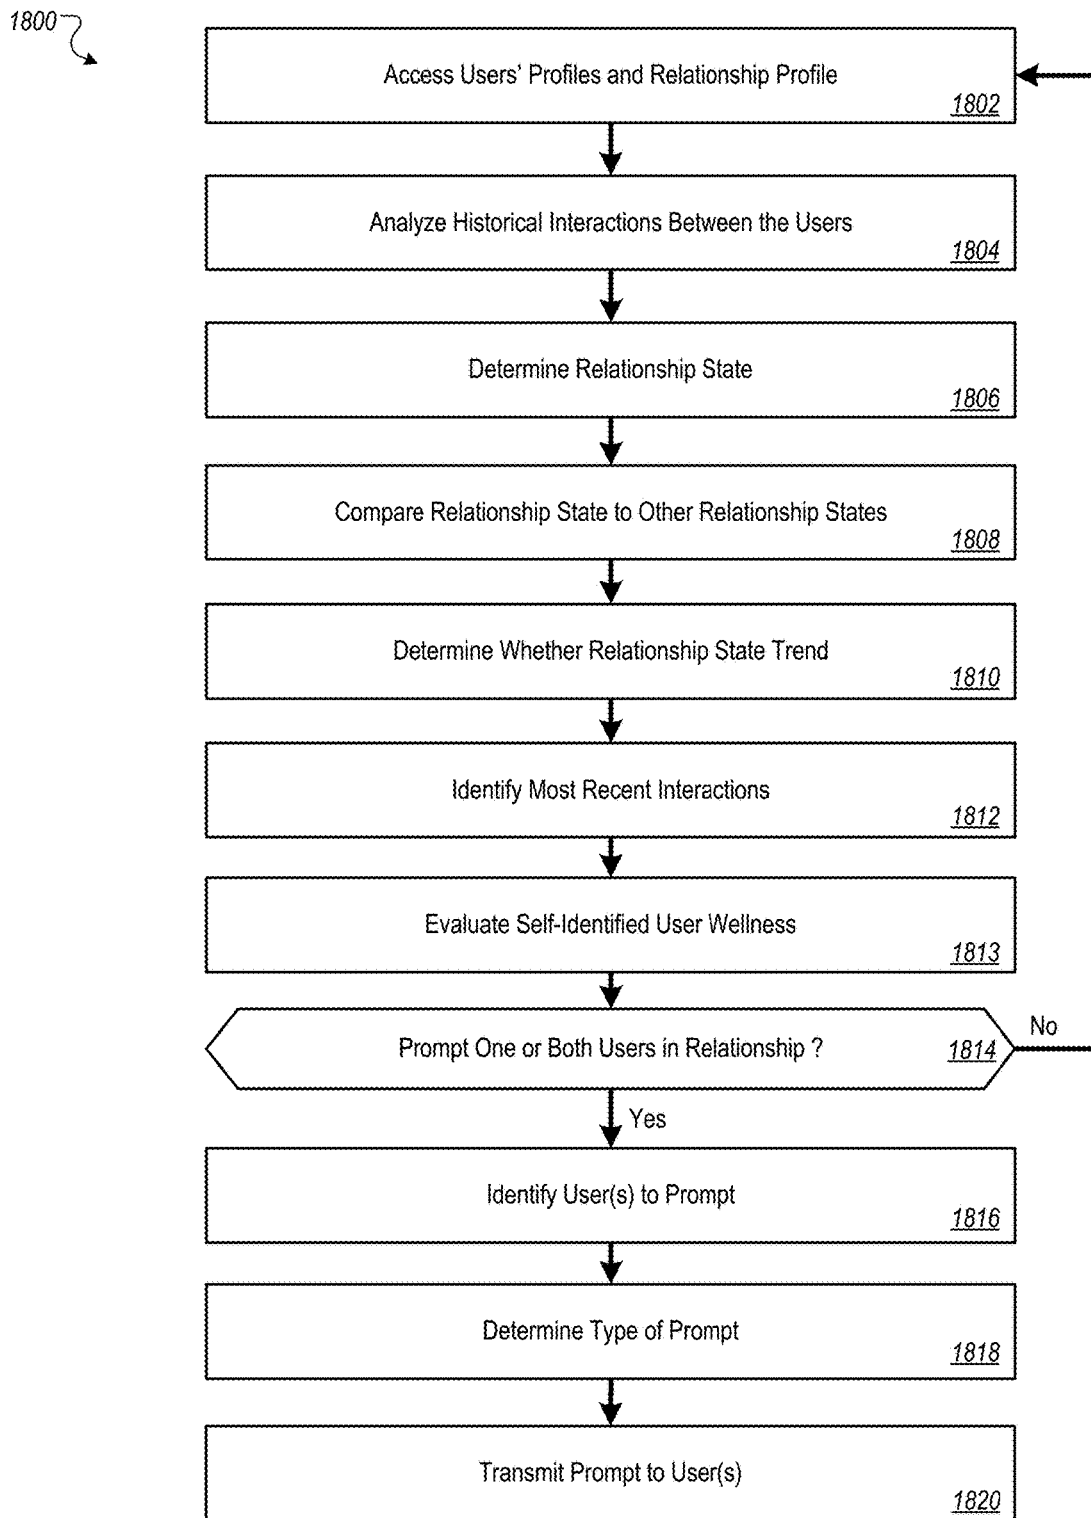 1800
Access Users' Profiles and Relationship Profile
1802
Analyze Historical Interactions Between the Users
1804
Determine Relationship State
1806
Compare Relationship State to Other Relationship States
1808
Determine Whether Relationship State Trend
1810
Identify Most Recent Interactions
1812
Evaluate Self-Identified User Wellness
1813
Prompt One or Both Users in Relationship ?
1814
No
Yes
Identify User(s) to Prompt
1816
Determine Type of Prompt
1818
Transmit Prompt to User(s)
1820